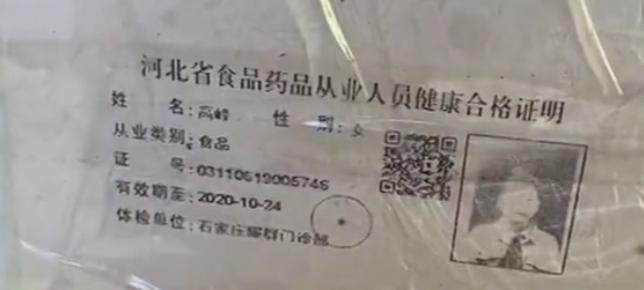 河北省食品药品从业人员健康合格证明
姓 名:高峰 性 别:女
从业类别:食品
证 号:03110619005746
有效期至:2020-10-24
体检单位:石家庄耀群门诊部